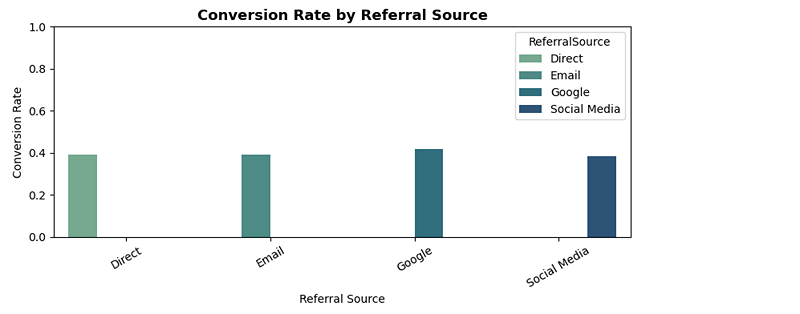 Conversion Rate by Referral Source
1.0
0.8
0.6
0.4
0.2
0.0
Conversion Rate
ReferralSource
Direct
Email
Google
Social Media
Direct
Email
Google
Social Media
Referral Source